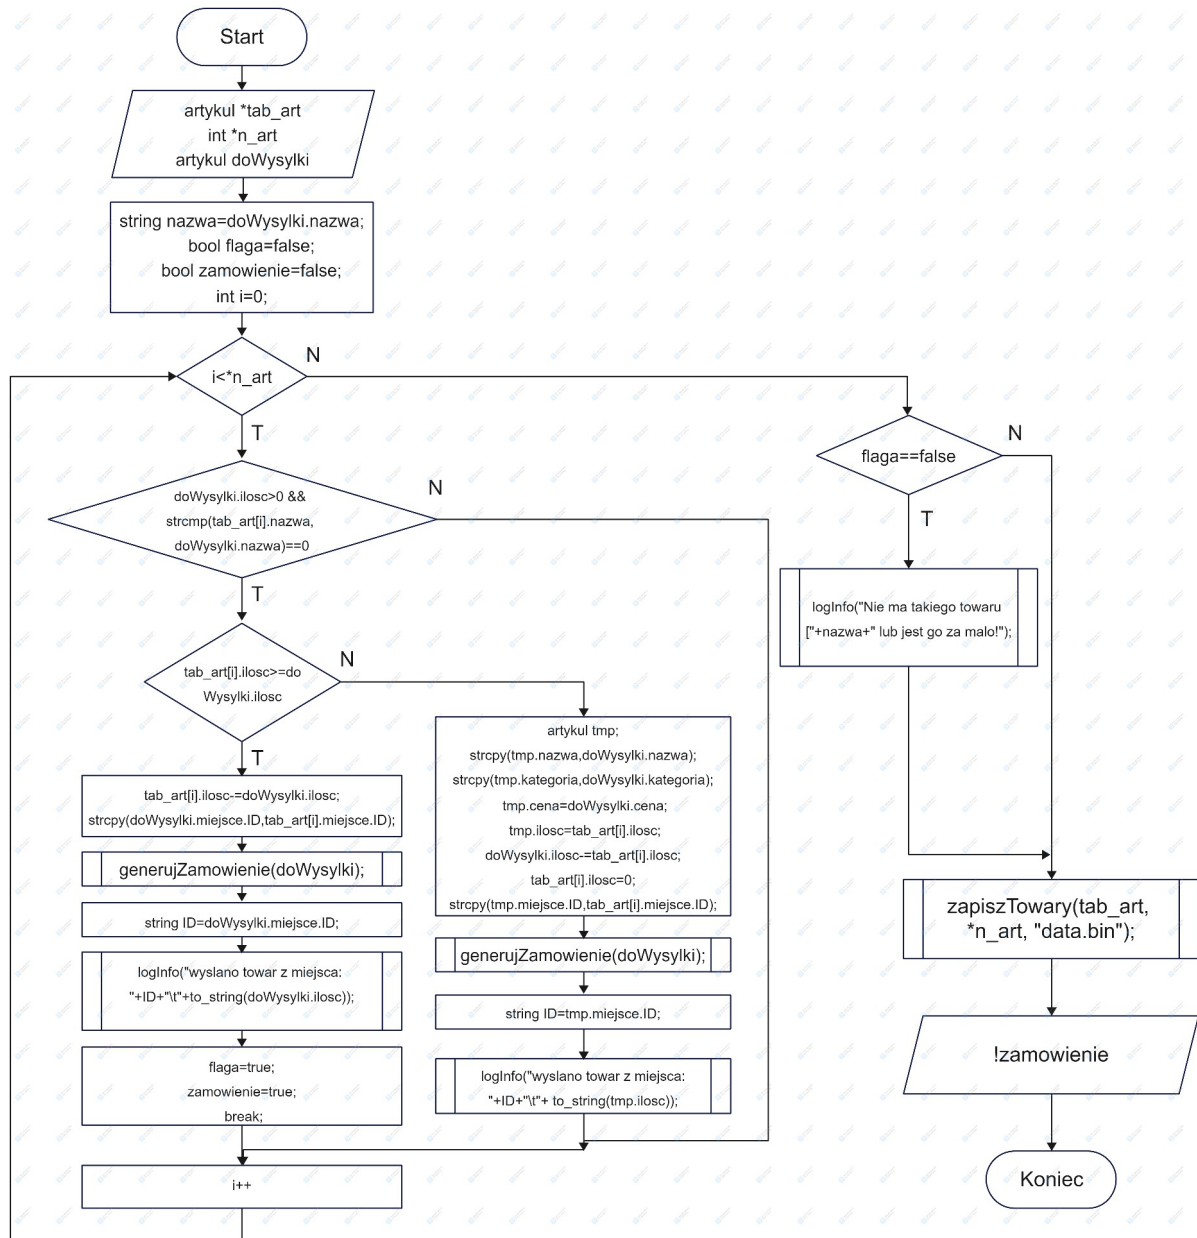 Start
artykul *tab_art
int *n_art
artykul doWysylki
string nazwa=doWysylki.nazwa;
bool flaga=false;
bool zamowienie=false;
int i=0;
i<*n_art
N
T
flaga==false
N
T
doWysylki.ilosc>0 &&
strcmp(tab_art[i].nazwa,
doWysylki.nazwa)==0
N
T
logInfo("Nie ma takiego towaru
["+nazwa+" lub jest go za malo!");
tab_art[i].ilosc>=do
Wysylki.ilosc
N
T
tab_art[i].ilosc-=doWysylki.ilosc;
strcpy(doWysylki.miejsce.ID,tab_art[i].miejsce.ID);
generujZamowienie(doWysylki);
string ID=doWysylki.miejsce.ID;
logInfo("wyslano towar z miejsca:
"+ID+"\t"+to_string(doWysylki.ilosc));
flaga=true;
zamowienie=true;
break;
artykul tmp;
strcpy(tmp.nazwa,doWysylki.nazwa);
strcpy(tmp.kategoria,doWysylki.kategoria);
tmp.cena=doWysylki.cena;
tmp.ilosc=tab_art[i].ilosc;
doWysylki.ilosc-=tab_art[i].ilosc;
tab_art[i].ilosc=0;
strcpy(tmp.miejsce.ID,tab_art[i].miejsce.ID);
generujZamowienie(doWysylki);
string ID=tmp.miejsce.ID;
logInfo("wyslano towar z miejsca:
"+ID+"\t"+ to_string(tmp.ilosc));
i++
zapiszTowary(tab_art,
*n_art, "data.bin");
!zamowienie
Koniec